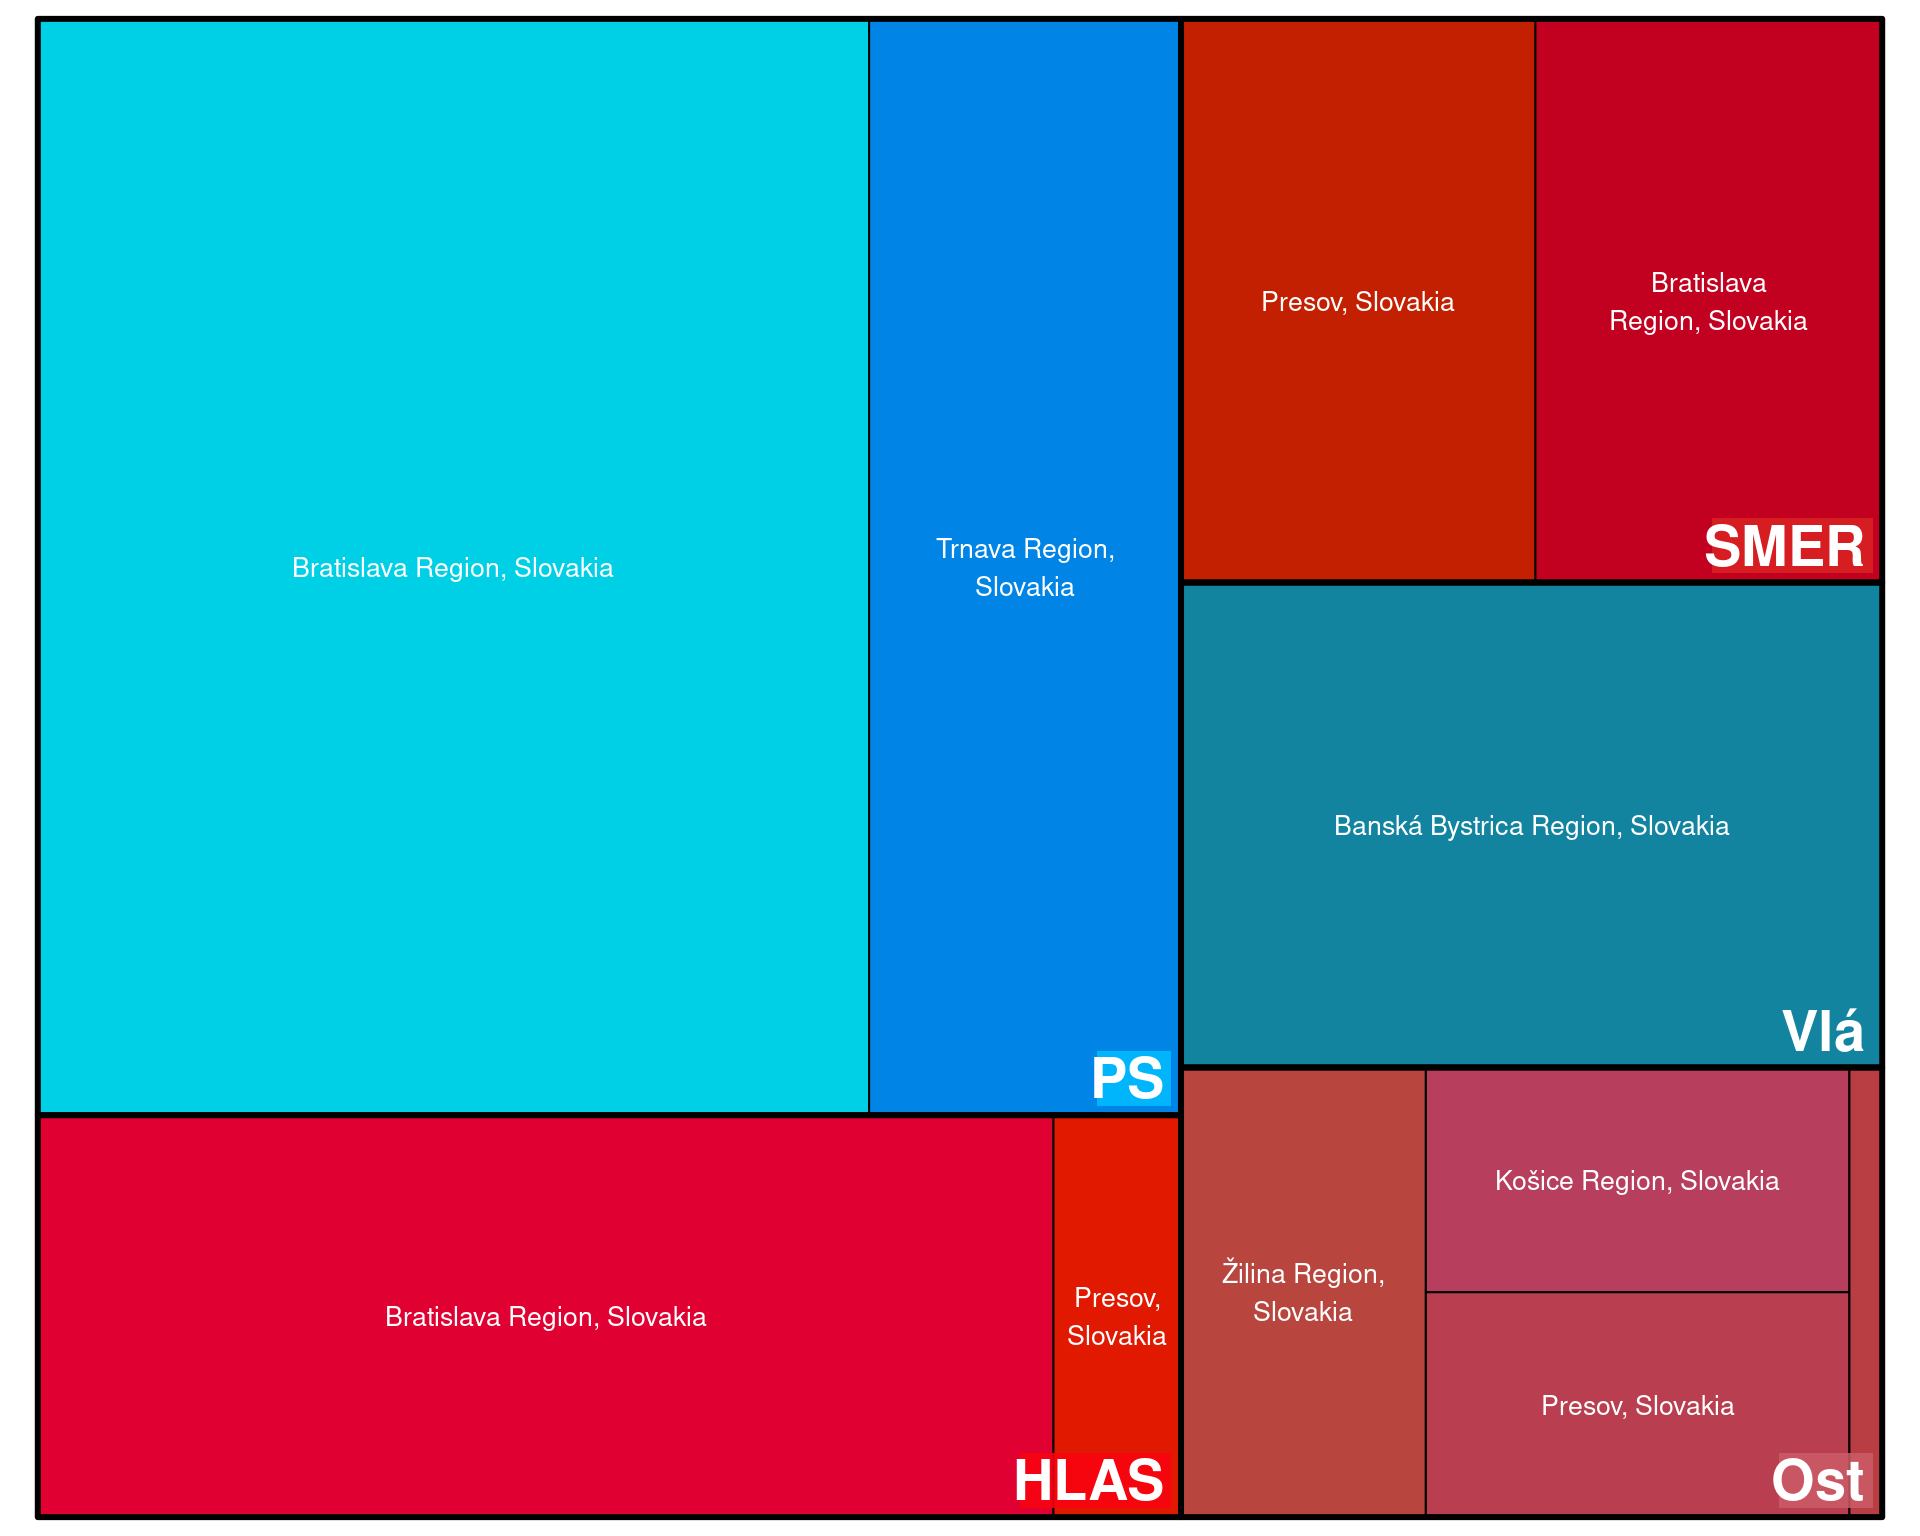 Bratislava Region, Slovakia
Trnava Region,
Slovakia
PS
Presov, Slovakia
Bratislava
Region, Slovakia
SMER
Banská Bystrica Region, Slovakia
Vlá
Bratislava Region, Slovakia
Presov,
Slovakia
HLAS
Žilina Region,
Slovakia
Košice Region, Slovakia
Presov, Slovakia
Ost